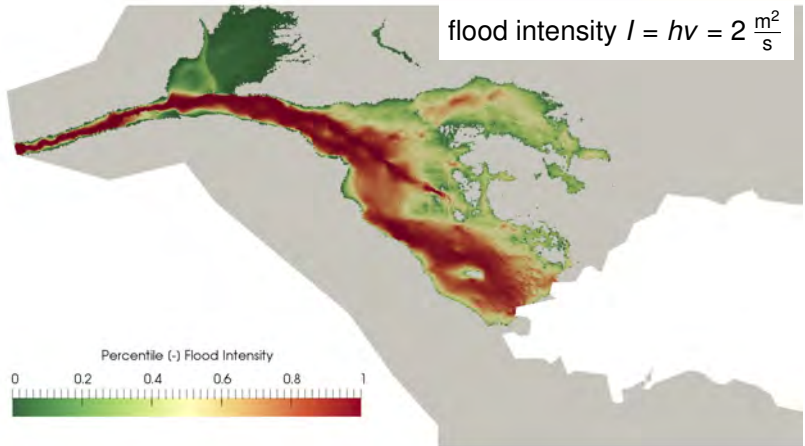 flood intensity I = hv = 2 m²/s
Percentile (-) Flood Intensity
0 0.2 0.4 0.6 0.8 1